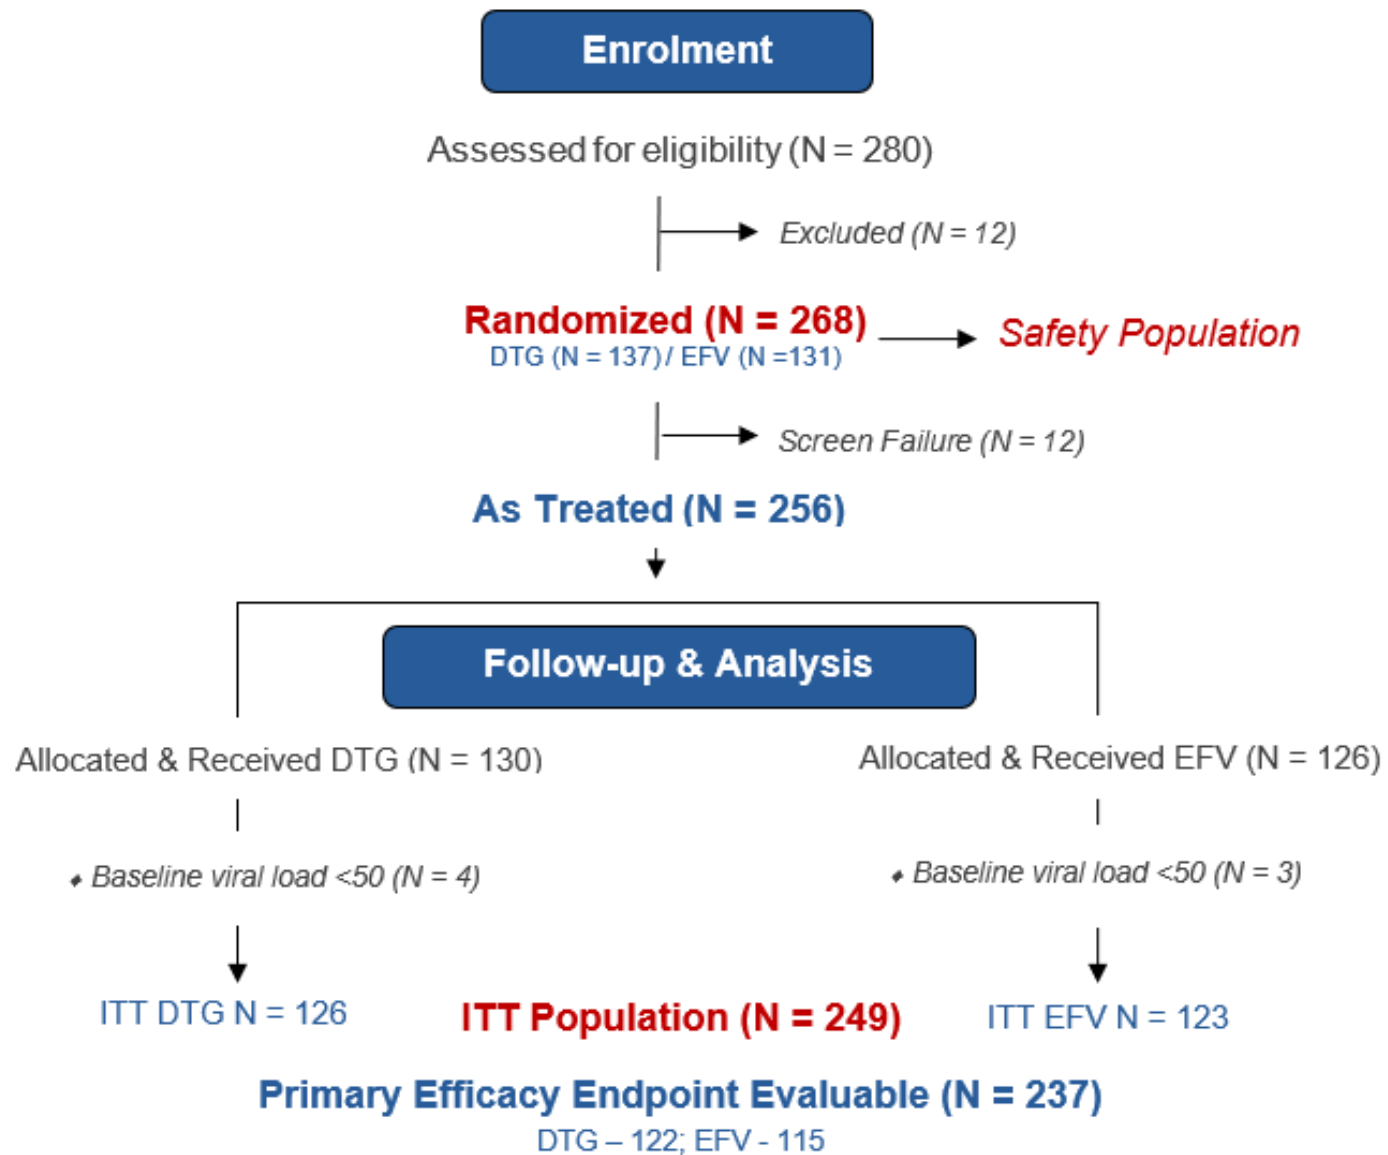 Enrolment
Assessed for eligibility (N = 280)
Excluded (N = 12)
Randomized (N = 268)
DTG (N = 137) / EFV (N =131)
Safety Population
Screen Failure (N = 12)
As Treated (N = 256)
Follow-up & Analysis
Allocated & Received DTG (N = 130)
Allocated & Received EFV (N = 126)
⬩ Baseline viral load <50 (N = 4)
⬩ Baseline viral load <50 (N = 3)
ITT DTG N = 126
ITT Population (N = 249)
ITT EFV N = 123
Primary Efficacy Endpoint Evaluable (N = 237)
DTG – 122; EFV - 115